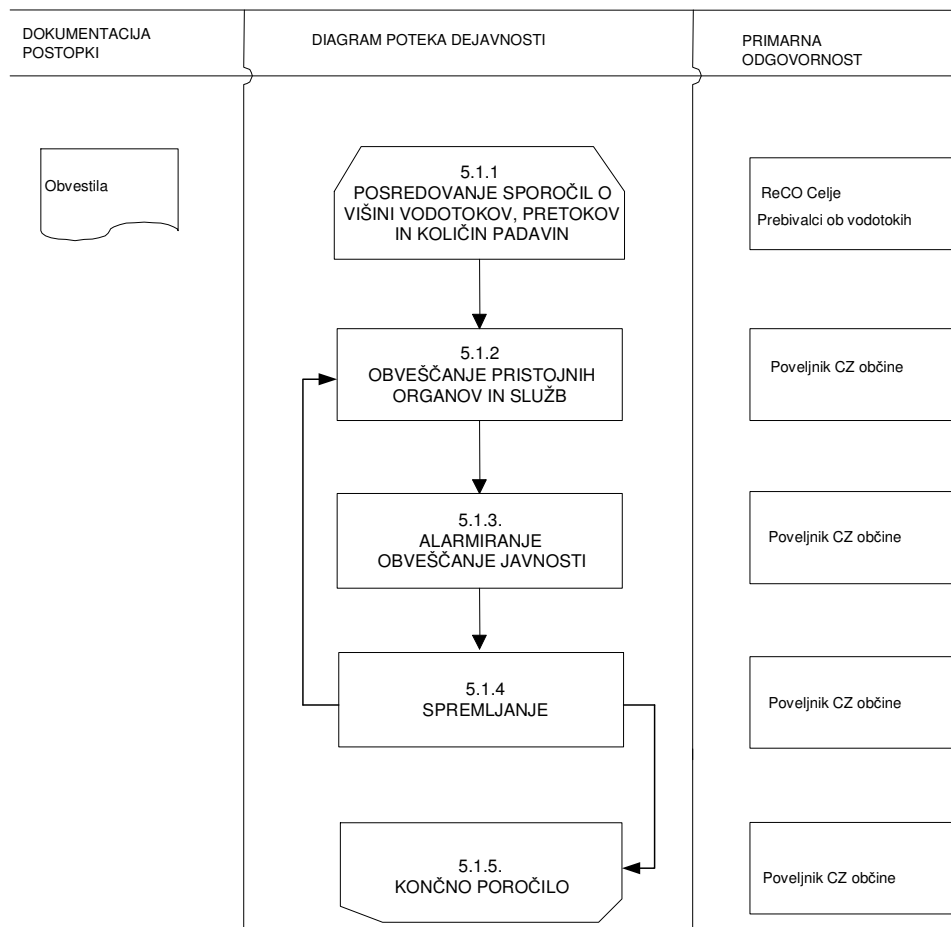 DOKUMENTACIJA
POSTOPKI
DIAGRAM POTEKA DEJAVNOSTI
PRIMARNA
ODGOVORNOST
Obvestila
5.1.1
POSREDOVANJE SPOROČIL O
VIŠINI VODOTOKOV, PRETOKOV
IN KOLIČIN PADAVIN
ReCO Celje
Prebivalci ob vodotokih
5.1.2
OBVEŠČANJE PRISTOJNIH
ORGANOV IN SLUŽB
Poveljnik CZ občine
5.1.3.
ALARMIRANJE
OBVEŠČANJE JAVNOSTI
Poveljnik CZ občine
5.1.4
SPREMLJANJE
Poveljnik CZ občine
5.1.5.
KONČNO POROČILO
Poveljnik CZ občine